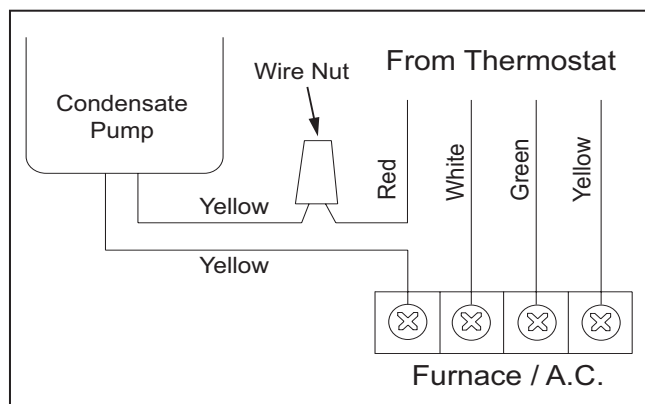 From Thermostat
Wire Nut
Condensate
Pump
Red
White
Green
Yellow
Yellow
Yellow
Furnace / A.C.